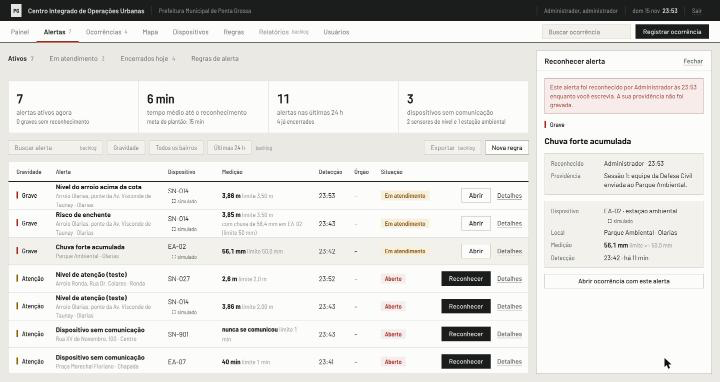 PG Centro Integrado de Operações Urbanas Prefeitura Municipal de Ponta Grossa Administrador, administrador dom 15 nov 23:53 Sair
Painel Alertas 7 Ocorrências 4 Mapa Dispositivos Regras Relatórios backlog Usuários Buscar ocorrência Registrar ocorrência
Ativos 7 Em atendimento 3 Encerrados hoje 4 Regras de alerta
7
alertas ativos agora
0 graves sem reconhecimento
6 min
tempo médio até o reconhecimento
meta de plantão: 15 min
11
alertas nas últimas 24 h
4 já encerrados
3
dispositivos sem comunicação
2 sensores de nível e 1 estação ambiental
Buscar alerta backlog Gravidade Todos os bairros Últimas 24 h backlog Exportar backlog Nova regra
Gravidade Alerta Dispositivo Medição Detecção Órgão Situação
Grave
Nível do arroio acima da cota
Arroio Olarias, ponte da Av. Visconde de
Taunay · Olarias
SN-014
simulado
3,86 m limite 3,50 m
23:53 – Em atendimento Abrir Detalhes
Grave
Risco de enchente
Arroio Olarias, ponte da Av. Visconde de
Taunay · Olarias
SN-014
simulado
3,85 m limite 3,50 m
com chuva de 56,4 mm em EA-02
(limite 50 mm)
23:43 – Em atendimento Abrir Detalhes
Grave
Chuva forte acumulada
Parque Ambiental · Olarias
EA-02
simulado
56,1 mm limite 50,0 mm
23:42 – Em atendimento Abrir Detalhes
Atenção
Nível de atenção (teste)
Arroio Ronda, Rua Dr. Colares · Ronda
SN-027
2,6 m limite 2,0 m
23:52 – Aberto Reconhecer Detalhes
Atenção
Nível de atenção (teste)
Arroio Olarias, ponte da Av. Visconde de
Taunay · Olarias
SN-014
simulado
3,86 m limite 2,00 m
23:43 – Aberto Reconhecer Detalhes
Atenção
Dispositivo sem comunicação
Rua XV de Novembro, 100 · Centro
SN-901
nunca se comunicou limite 1
min
23:43 – Aberto Reconhecer Detalhes
Atenção
Dispositivo sem comunicação
Praça Marechal Floriano · Chapada
EA-07
40 min limite 1 min
23:41 – Aberto Reconhecer Detalhes
Reconhecer alerta Fechar
Este alerta foi reconhecido por Administrador às 23:53
enquanto você escrevia. A sua providência não foi
gravada.
Grave
Chuva forte acumulada
Reconhecido Administrador · 23:53
Providência Sessão 1: equipe da Defesa Civil
enviada ao Parque Ambiental.
Dispositivo EA-02 · estação ambiental
simulado
Local Parque Ambiental · Olarias
Medição 56,1 mm limite >= 50,0 mm
Detecção 23:42 · há 11 min
Abrir ocorrência com este alerta